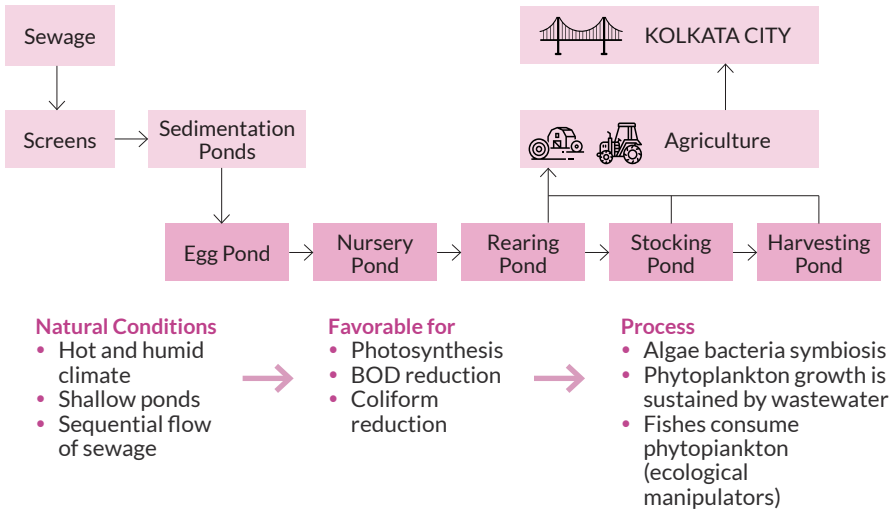 Sewage
KOLKATA CITY
Screens
Sedimentation
Ponds
Agriculture
Egg Pond
Nursery
Pond
Rearing
Pond
Stocking
Pond
Harvesting
Pond
Natural Conditions
• Hot and humid
climate
• Shallow ponds
• Sequential flow
of sewage
Favorable for
• Photosynthesis
• BOD reduction
• Coliform
reduction
Process
• Algae bacteria symbiosis
• Phytoplankton growth is
sustained by wastewater
• Fishes consume
phytopiankton
(ecological
manipulators)